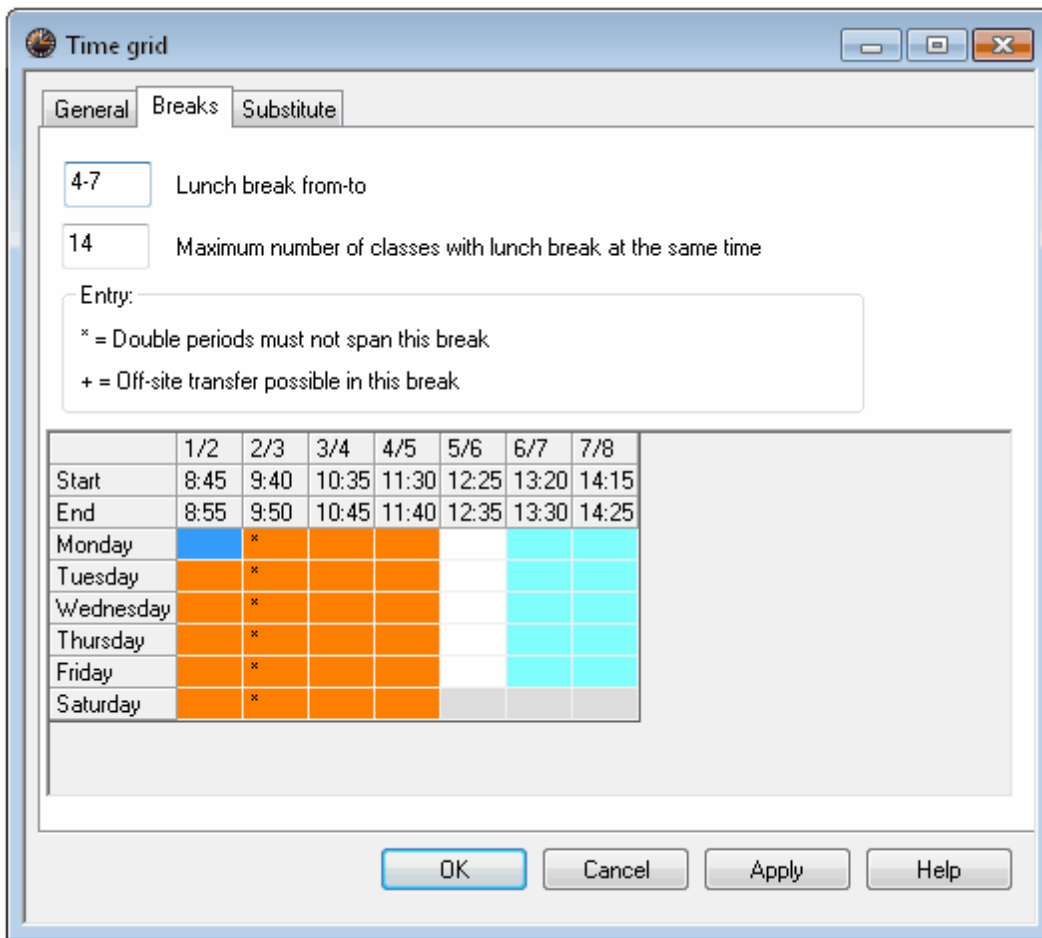 Time grid
General Breaks Substitute
4-7 Lunch break from-to
14 Maximum number of classes with lunch break at the same time
Entry:
* = Double periods must not span this break
+ = Off-site transfer possible in this break
1/2 2/3 3/4 4/5 5/6 6/7 7/8
Start 8:45 9:40 10:35 11:30 12:25 13:20 14:15
End 8:55 9:50 10:45 11:40 12:35 13:30 14:25
Monday *
Tuesday *
Wednesday *
Thursday *
Friday *
Saturday *
OK Cancel Apply Help